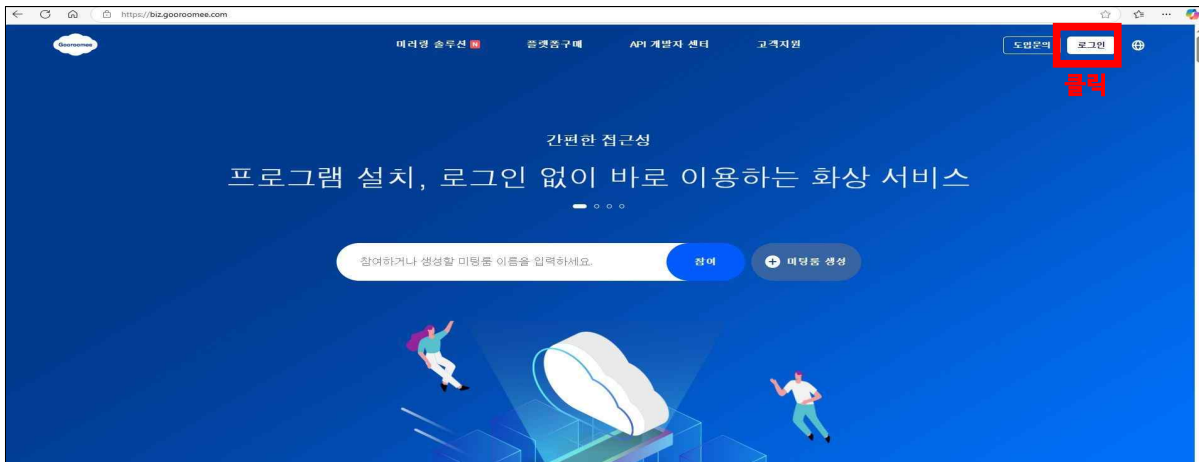 https://biz.gooroomee.com
Gooroomee
미러링 솔루션 N
플랫폼구매
API 개발자 센터
고객지원
도입문의
로그인
클릭
간편한 접근성
프로그램 설치, 로그인 없이 바로 이용하는 화상 서비스
참여하거나 생성할 미팅룸 이름을 입력하세요.
참여
미팅룸 생성